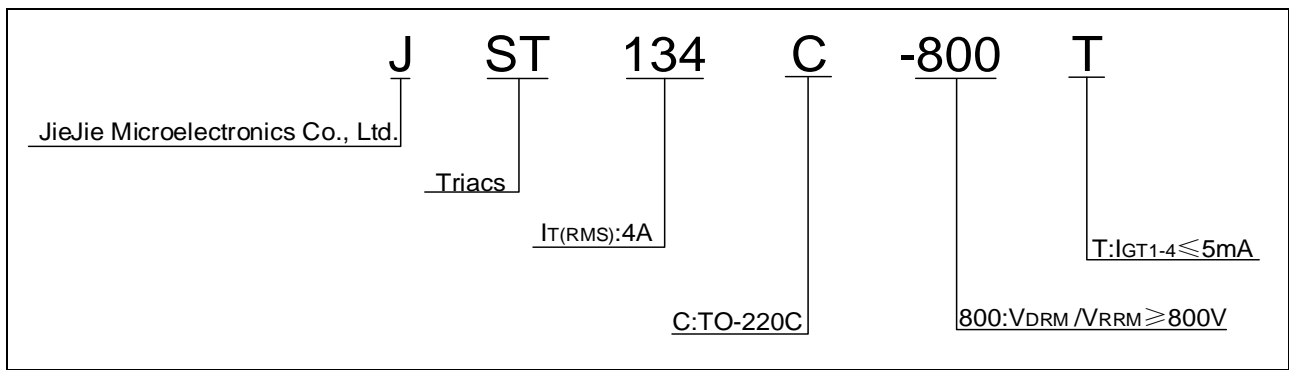 J ST 134 C -800 T
JieJie Microelectronics Co., Ltd.
Triacs
IT(RMS):4A
T:IGT1-4≤5mA
C:TO-220C
800:VDRM /VRRM≥800V